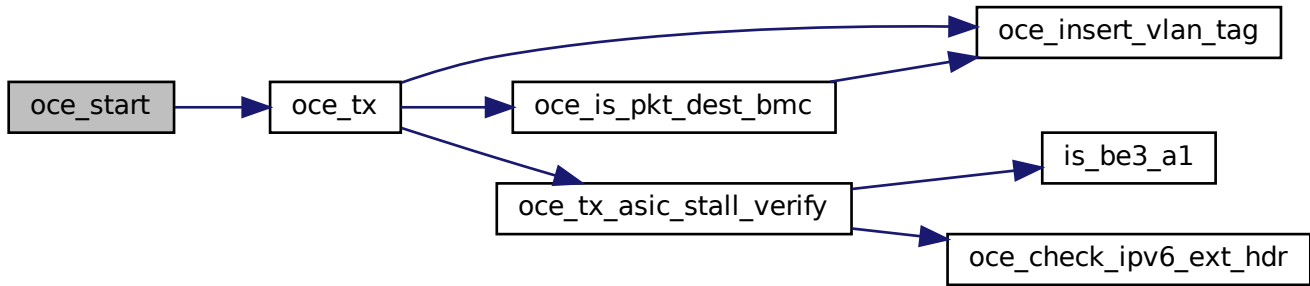 oce_start
oce_tx
oce_insert_vlan_tag
oce_is_pkt_dest_bmc
oce_tx_asic_stall_verify
is_be3_a1
oce_check_ipv6_ext_hdr